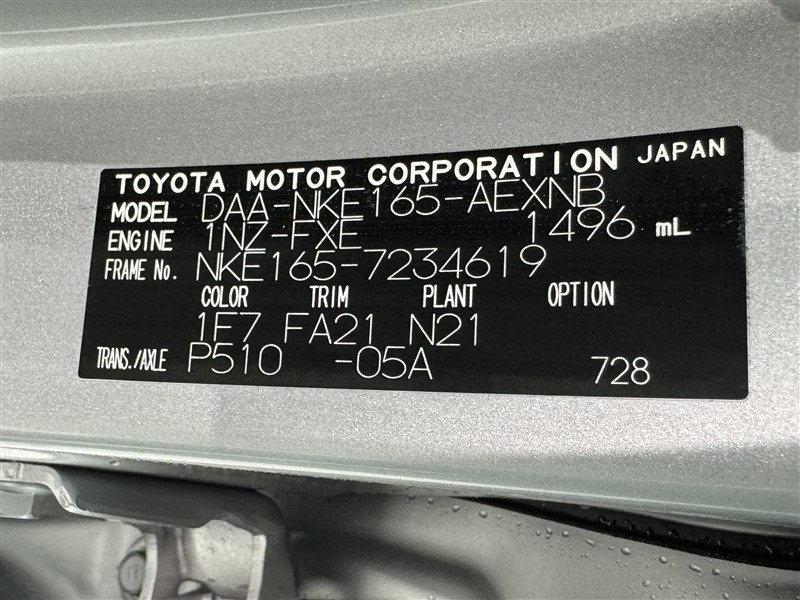 TOYOTA MOTOR CORPORATION JAPAN
MODEL DAA-NKE165-AEXNB
ENGINE 1NZ-FXE 1496 mL
FRAME No. NKE165-7234619
COLOR TRIM PLANT OPTION
1F7 FA21 N21
TRANS./AXLE P510 -05A 728